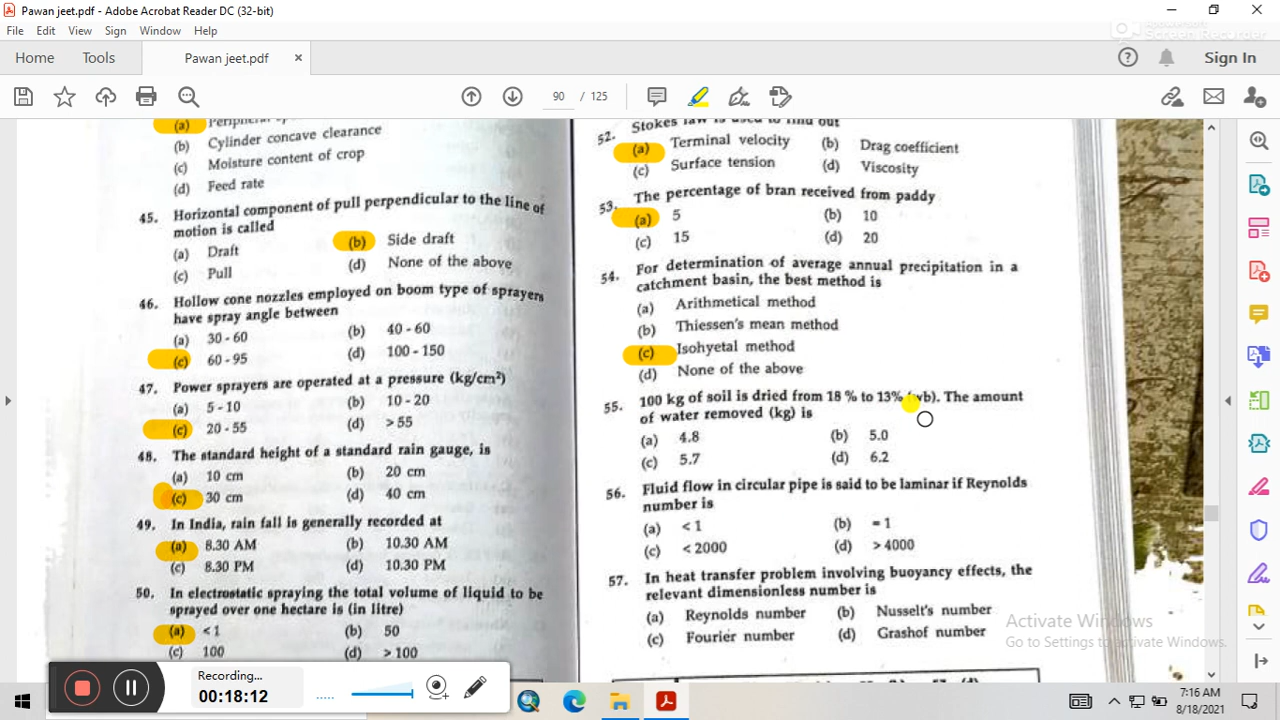 Pawan jeet.pdf - Adobe Acrobat Reader DC (32-bit)
File Edit View Sign Window Help
Home Tools Pawan jeet.pdf × Sign In
90 / 125
Screen Recorder
(a)
(b) Cylinder concave clearance
(c) Moisture content of crop
(d) Feed rate
45. Horizontal component of pull perpendicular to the line of
motion is called
(a) Draft (b) Side draft
(c) Pull (d) None of the above
46. Hollow cone nozzles employed on boom type of sprayers
have spray angle between
(a) 30 - 60 (b) 40 - 60
(c) 60 - 95 (d) 100 - 150
47. Power sprayers are operated at a pressure (kg/cm²)
(a) 5 - 10 (b) 10 - 20
(c) 20 - 55 (d) > 55
48. The standard height of a standard rain gauge, is
(a) 10 cm (b) 20 cm
(c) 30 cm (d) 40 cm
49. In India, rain fall is generally recorded at
(a) 8.30 AM (b) 10.30 AM
(c) 8.30 PM (d) 10.30 PM
50. In electrostatic spraying the total volume of liquid to be
sprayed over one hectare is (in litre)
(a) < 1 (b) 50
(c) 100 (d) > 100
52. Stokes law is used to find out
(a) Terminal velocity (b) Drag coefficient
(c) Surface tension (d) Viscosity
53. The percentage of bran received from paddy
(a) 5 (b) 10
(c) 15 (d) 20
54. For determination of average annual precipitation in a
catchment basin, the best method is
(a) Arithmetical method
(b) Thiessen's mean method
(c) Isohyetal method
(d) None of the above
55. 100 kg of soil is dried from 18 % to 13% (wb). The amount
of water removed (kg) is
(a) 4.8 (b) 5.0
(c) 5.7 (d) 6.2
56. Fluid flow in circular pipe is said to be laminar if Reynolds
number is
(a) < 1 (b) = 1
(c) < 2000 (d) > 4000
57. In heat transfer problem involving buoyancy effects, the
relevant dimensionless number is
(a) Reynolds number (b) Nusselt's number
(c) Fourier number (d) Grashof number
Activate Windows
Go to Settings to activate Windows.
Recording...
00:18:12
7:16 AM
8/18/2021